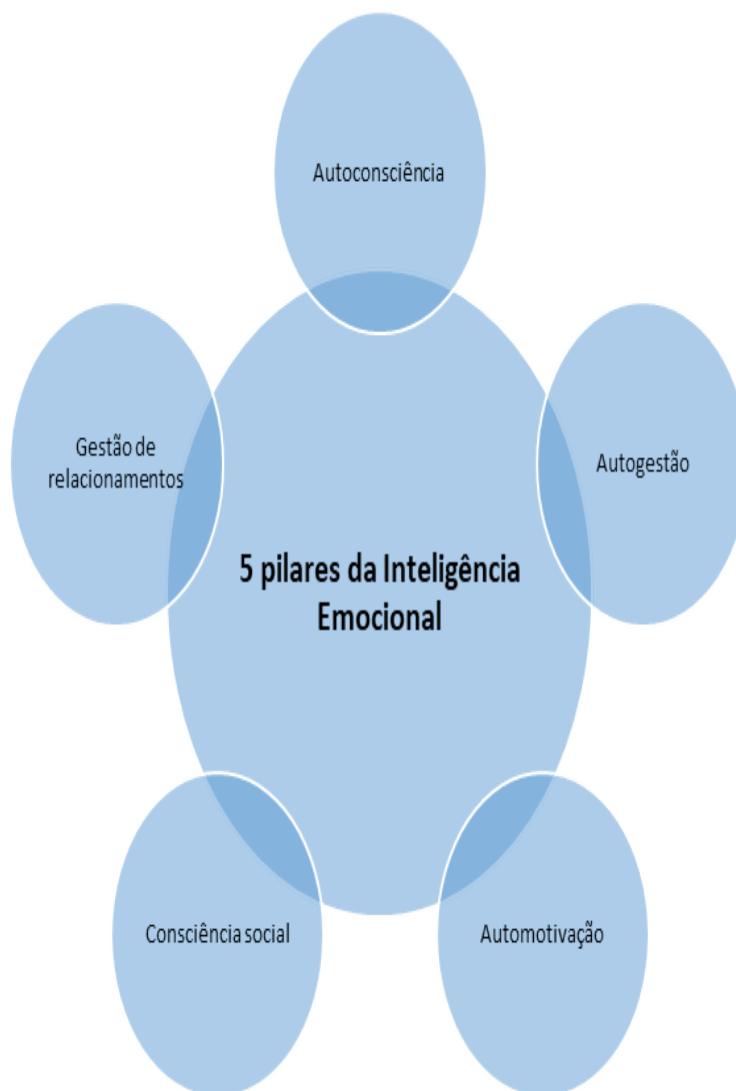 Autoconsciência
Gestão de
relacionamentos
Autogestão
5 pilares da Inteligência
Emocional
Consciência social
Automotivação